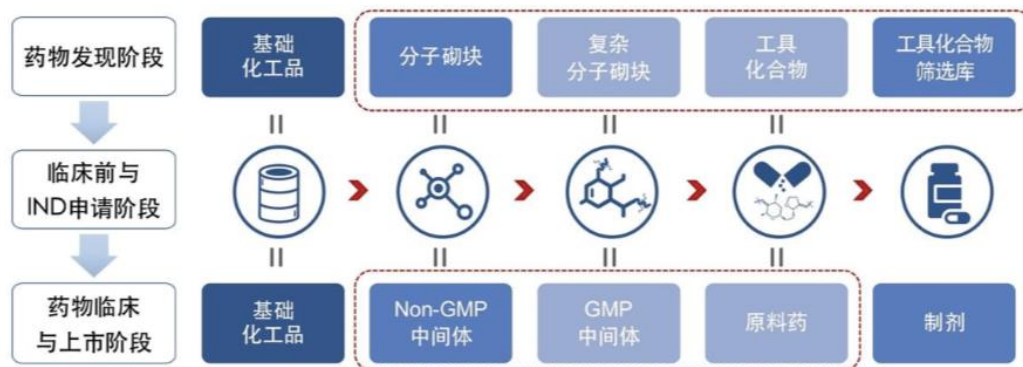 药物发现阶段
基础
化工品
分子砌块
复杂
分子砌块
工具
化合物
工具化合物
筛选库
临床前与
IND申请阶段
药物临床
与上市阶段
基础
化工品
Non-GMP
中间体
GMP
中间体
原料药
制剂